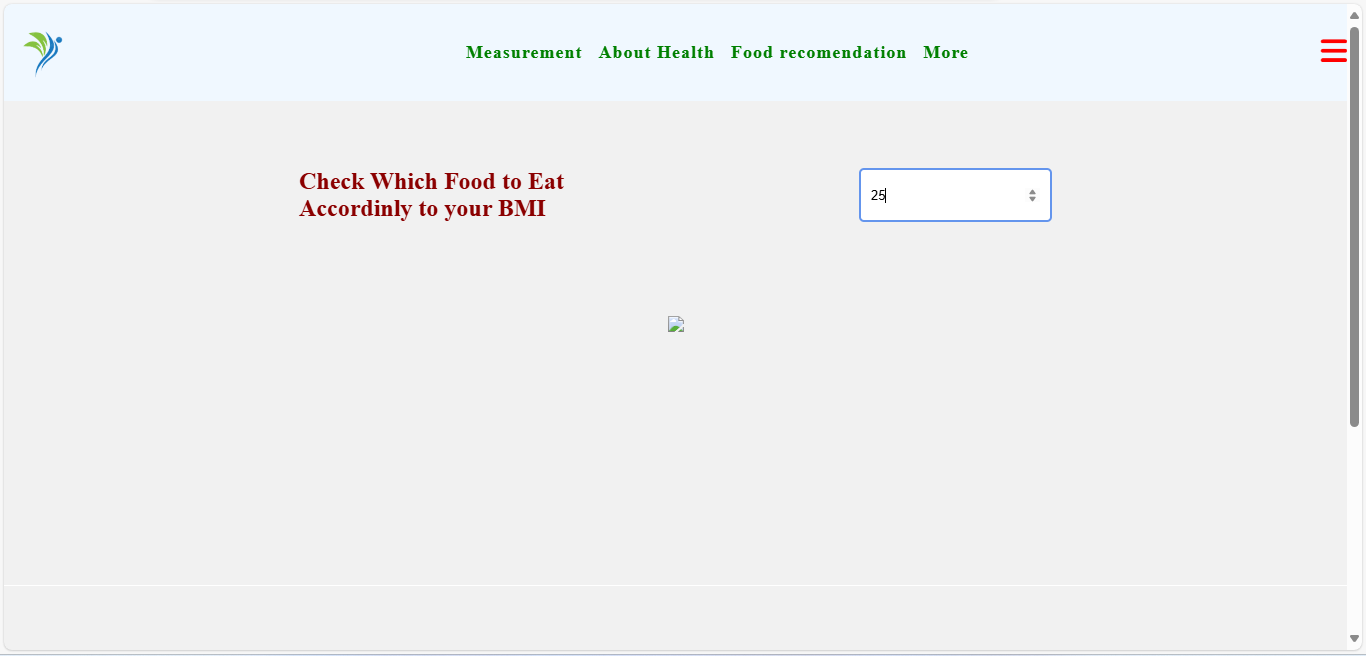 Measurement About Health Food recomendation More
Check Which Food to Eat
Accordinly to your BMI
25